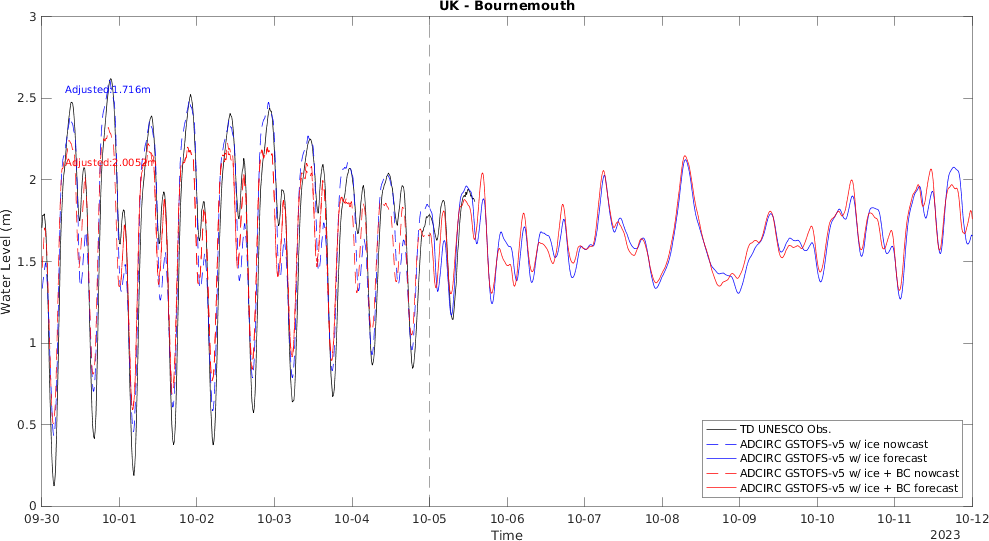 UK - Bournemouth
3
2.5
2
1.5
1
0.5
0
Water Level (m)
Adjusted:1.716m
Adjusted:2.0052m
TD UNESCO Obs.
ADCIRC GSTOFS-v5 w/ ice nowcast
ADCIRC GSTOFS-v5 w/ ice forecast
ADCIRC GSTOFS-v5 w/ ice + BC nowcast
ADCIRC GSTOFS-v5 w/ ice + BC forecast
09-30 10-01 10-02 10-03 10-04 10-05 10-06 10-07 10-08 10-09 10-10 10-11 10-12
Time
2023